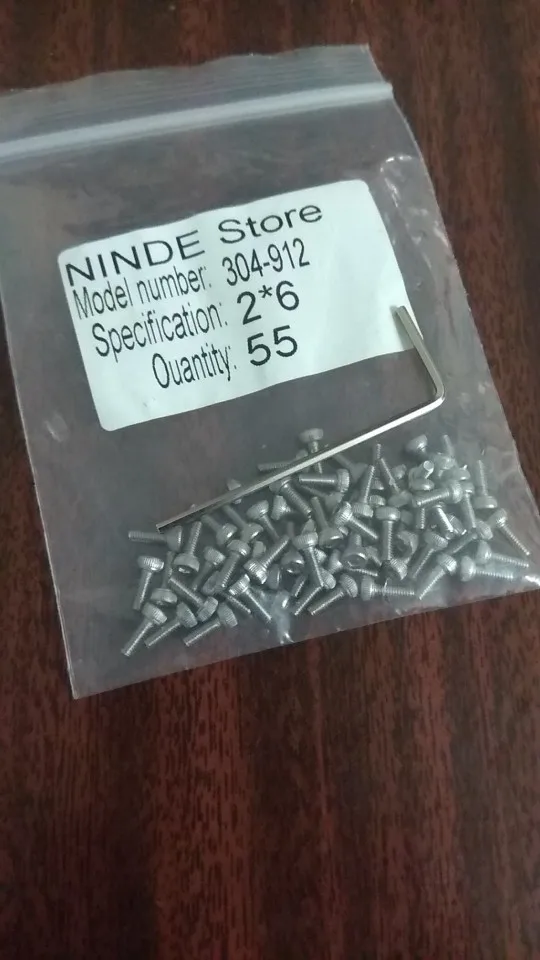 NINDE Store
Model number: 304-912
Specification: 2*6
Quantity: 55